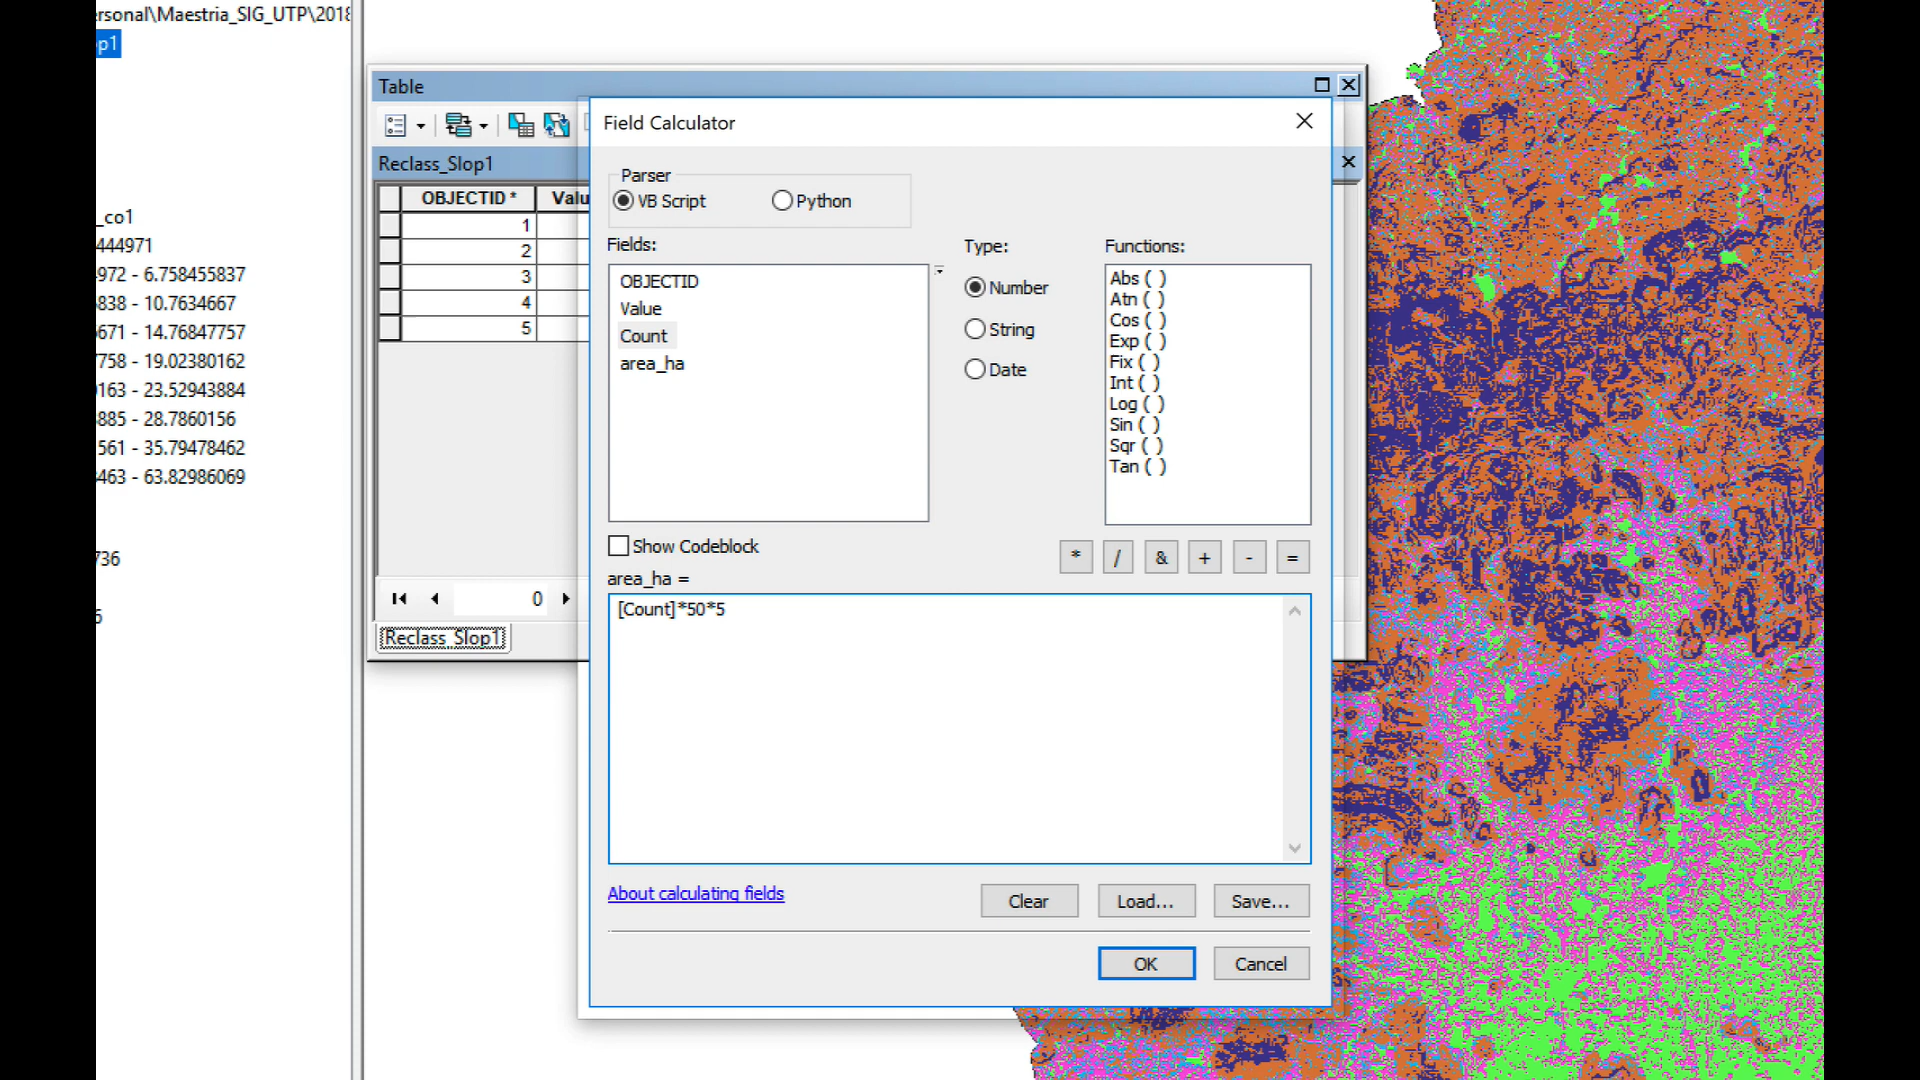 rsonal\Maestria_SIG_UTP\2018
p1
_co1
444971
972 - 6.758455837
838 - 10.7634667
671 - 14.76847757
758 - 19.02380162
163 - 23.52943884
885 - 28.7860156
561 - 35.79478462
463 - 63.82986069
736
Table
Reclass_Slop1
OBJECTID * Valu
1
2
3
4
5
0
Reclass_Slop1
Field Calculator
Parser
VB Script Python
Fields: Type: Functions:
OBJECTID
Value
Count
area_ha
Number
String
Date
Abs ( )
Atn ( )
Cos ( )
Exp ( )
Fix ( )
Int ( )
Log ( )
Sin ( )
Sqr ( )
Tan ( )
Show Codeblock
* / & + - =
area_ha =
[Count]*50*5
About calculating fields
Clear Load... Save...
OK Cancel